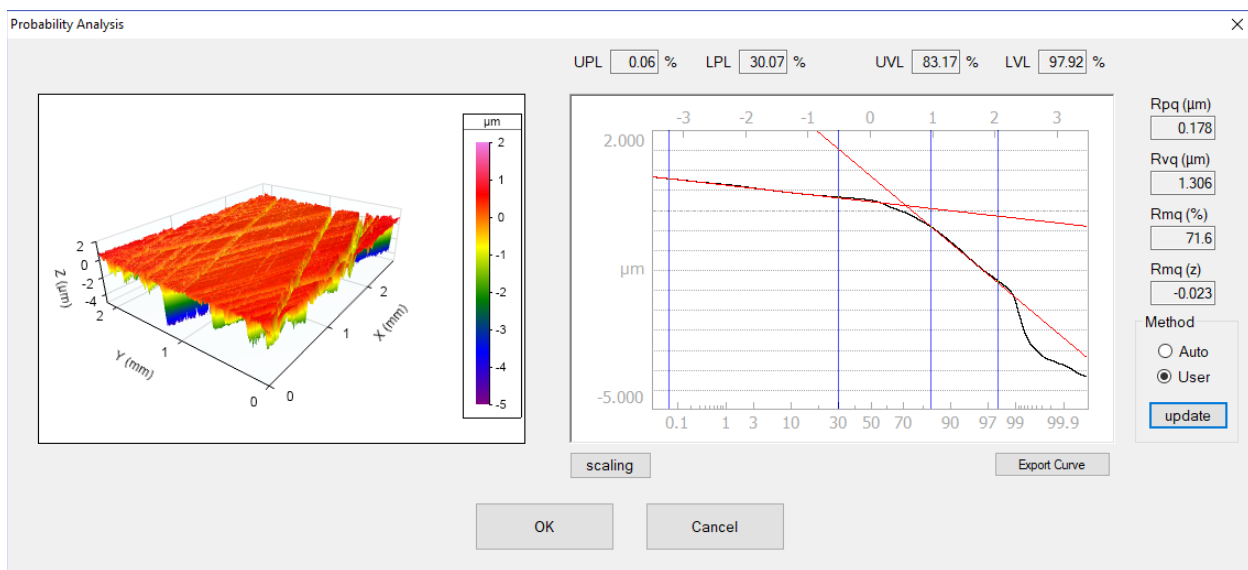 Probability Analysis
UPL 0.06 % LPL 30.07 % UVL 83.17 % LVL 97.92 %
µm
2
1
0
-1
-2
-3
-4
-5
2
0
-2
-4
Z (µm)
2
1
0
Y (mm)
0
1
2
X (mm)
-3 -2 -1 0 1 2
2.000
µm
-5.000
0.1 1 3 10 30 50 70 90 97 99 99.9
Rpq (µm)
0.178
Rvq (µm)
1.306
Rmq (%)
71.6
Rmq (z)
-0.023
Method
Auto
User
update
scaling
Export Curve
OK
Cancel